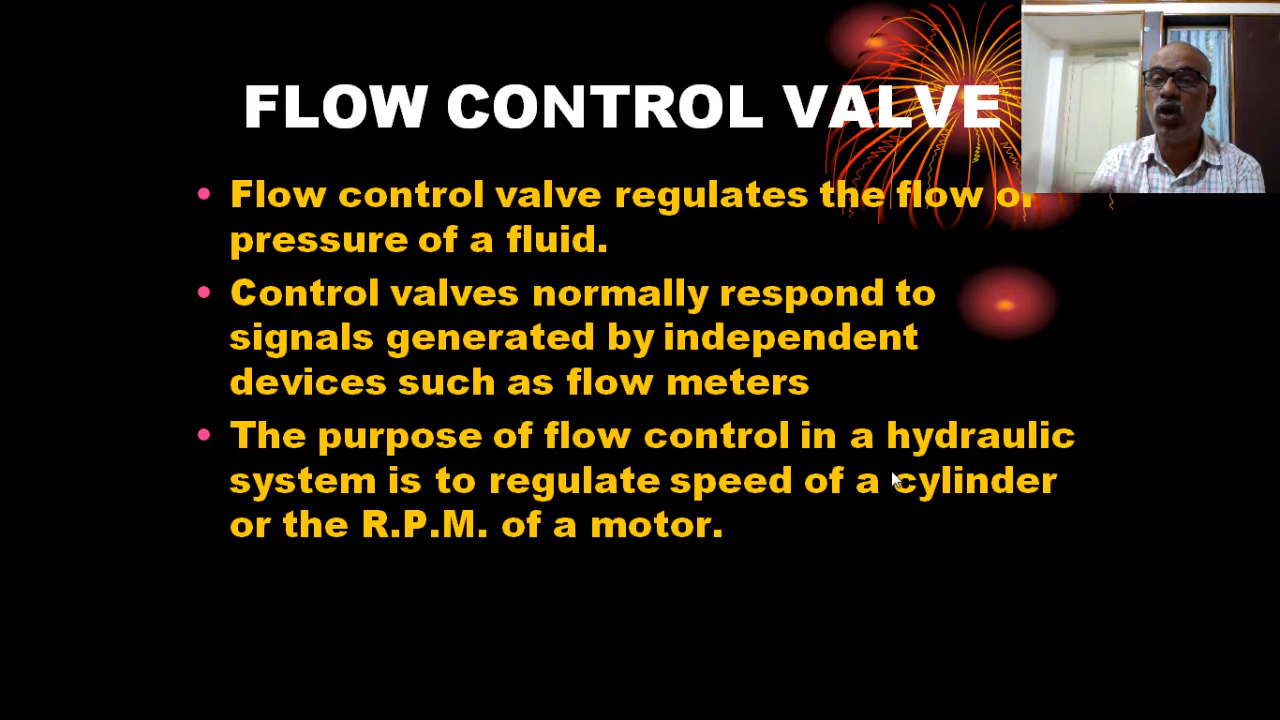 FLOW CONTROL VALVE
• Flow control valve regulates the flow or
pressure of a fluid.
• Control valves normally respond to
signals generated by independent
devices such as flow meters
• The purpose of flow control in a hydraulic
system is to regulate speed of a cylinder
or the R.P.M. of a motor.